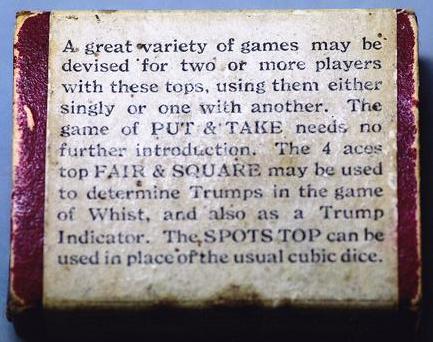 A great variety of games may be
devised for two or more players
with these tops, using them either
singly or one with another. The
game of PUT & TAKE needs no
further introduction. The 4 aces
top FAIR & SQUARE may be used
to determine Trumps in the game
of Whist, and also as a Trump
Indicator. The SPOTS TOP can be
used in place of the usual cubic dice.